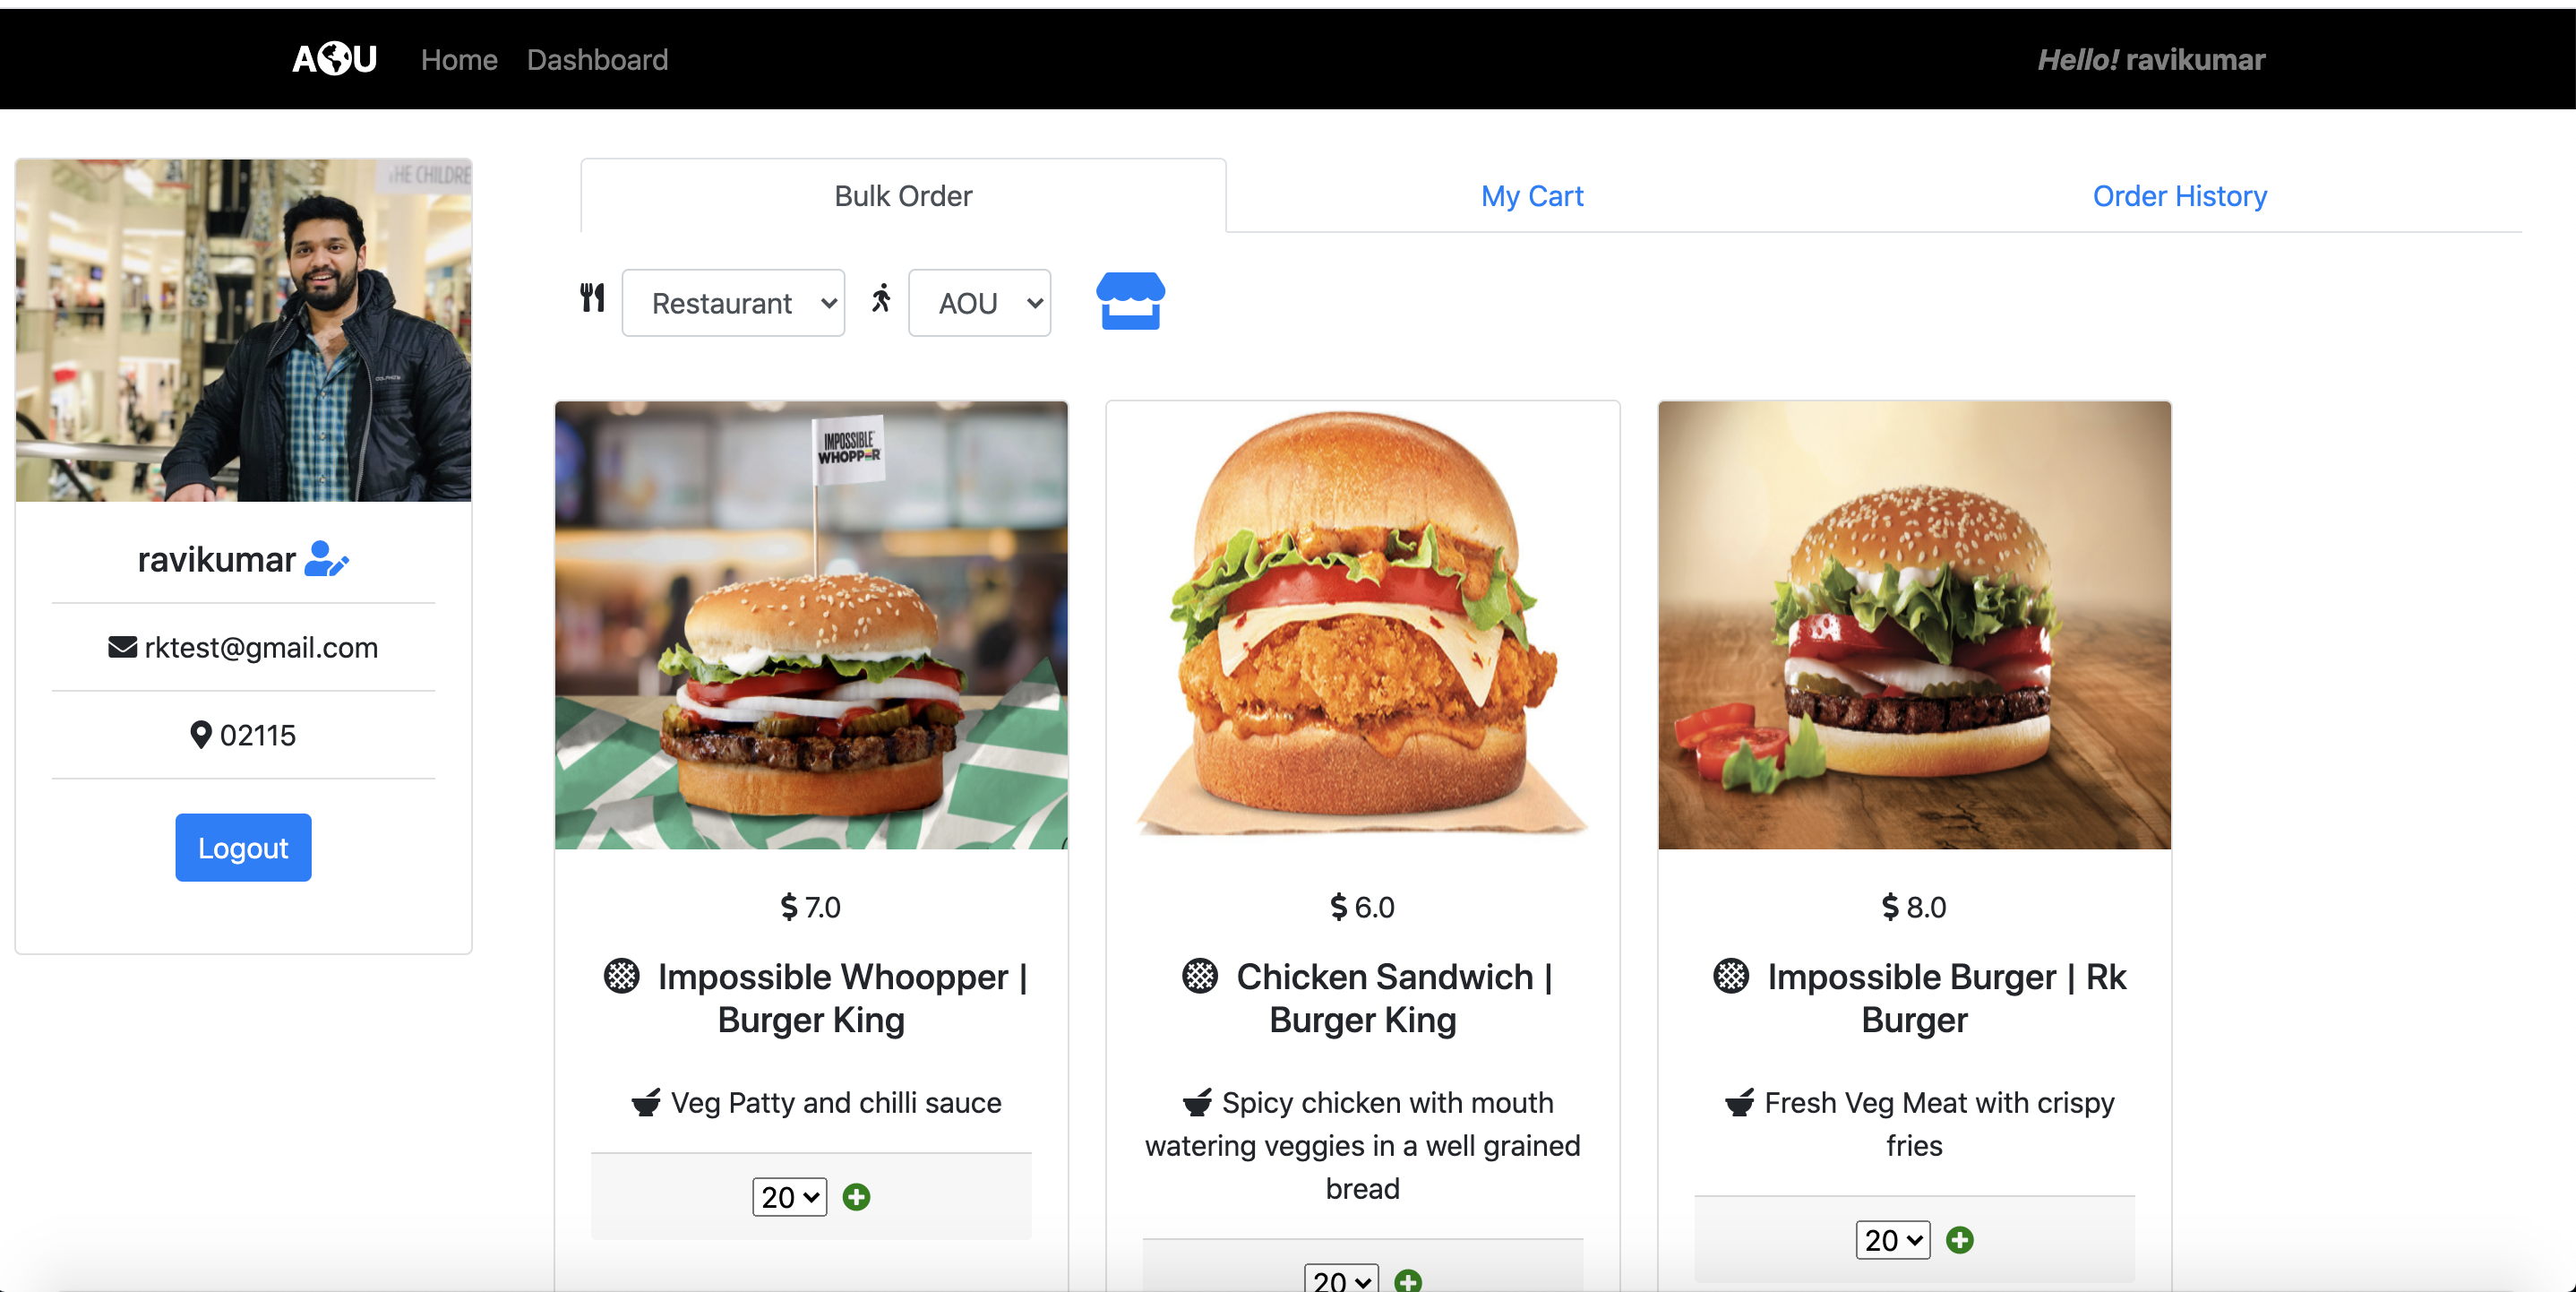 AOU Home Dashboard Hello! ravikumar
HE CHILDRE
Bulk Order My Cart Order History
Restaurant AOU
IMPOSSIBLE
WHOPPER
ravikumar
rktest@gmail.com
02115
Logout
$ 7.0
Impossible Whoopper |
Burger King
Veg Patty and chilli sauce
20
$ 6.0
Chicken Sandwich |
Burger King
Spicy chicken with mouth
watering veggies in a well grained
bread
20
$ 8.0
Impossible Burger | Rk
Burger
Fresh Veg Meat with crispy
fries
20